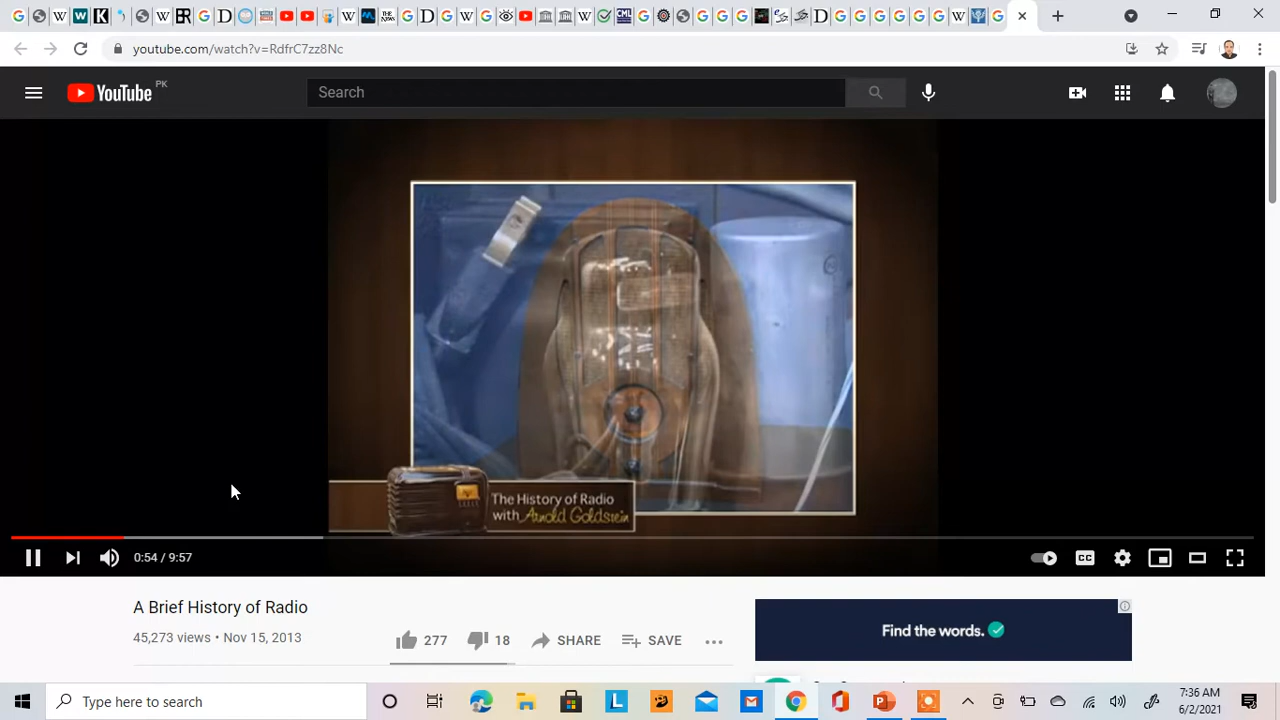 youtube.com/watch?v=RdfrC7zz8Nc
YouTube PK
Search
The History of Radio
with Arnold Goldstein
0:54 / 9:57
CC
A Brief History of Radio
45,273 views • Nov 15, 2013
277
18
SHARE
SAVE
Find the words.
Type here to search
7:36 AM
6/2/2021